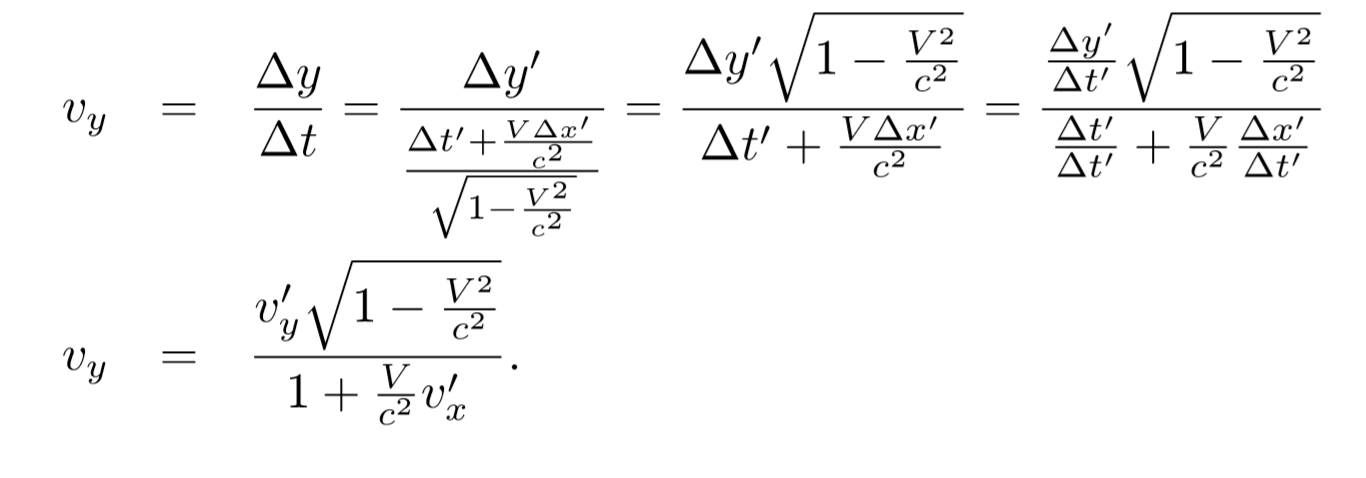 $v_y = \frac{\Delta y}{\Delta t} = \frac{\Delta y'}{\frac{\Delta t' + \frac{V \Delta x'}{c^2}}{\sqrt{1 - \frac{V^2}{c^2}}}} = \frac{\Delta y' \sqrt{1 - \frac{V^2}{c^2}}}{\Delta t' + \frac{V \Delta x'}{c^2}} = \frac{\frac{\Delta y'}{\Delta t'} \sqrt{1 - \frac{V^2}{c^2}}}{\frac{\Delta t'}{\Delta t'} + \frac{V}{c^2} \frac{\Delta x'}{\Delta t'}}$
$v_y = \frac{v'_y \sqrt{1 - \frac{V^2}{c^2}}}{1 + \frac{V}{c^2} v'_x}.$